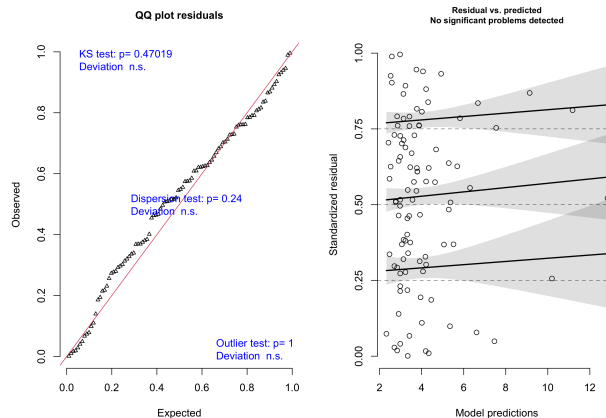 QQ plot residuals
KS test: p= 0.47019
Deviation n.s.
Dispersion test: p= 0.24
Deviation n.s.
Outlier test: p= 1
Deviation n.s.
Observed
0.0
0.2
0.4
0.6
0.8
1.0
0.0
0.2
0.4
0.6
0.8
1.0
Expected
Residual vs. predicted
No significant problems detected
Standardized residual
0.00
0.25
0.50
0.75
1.00
2
4
6
8
10
12
Model predictions